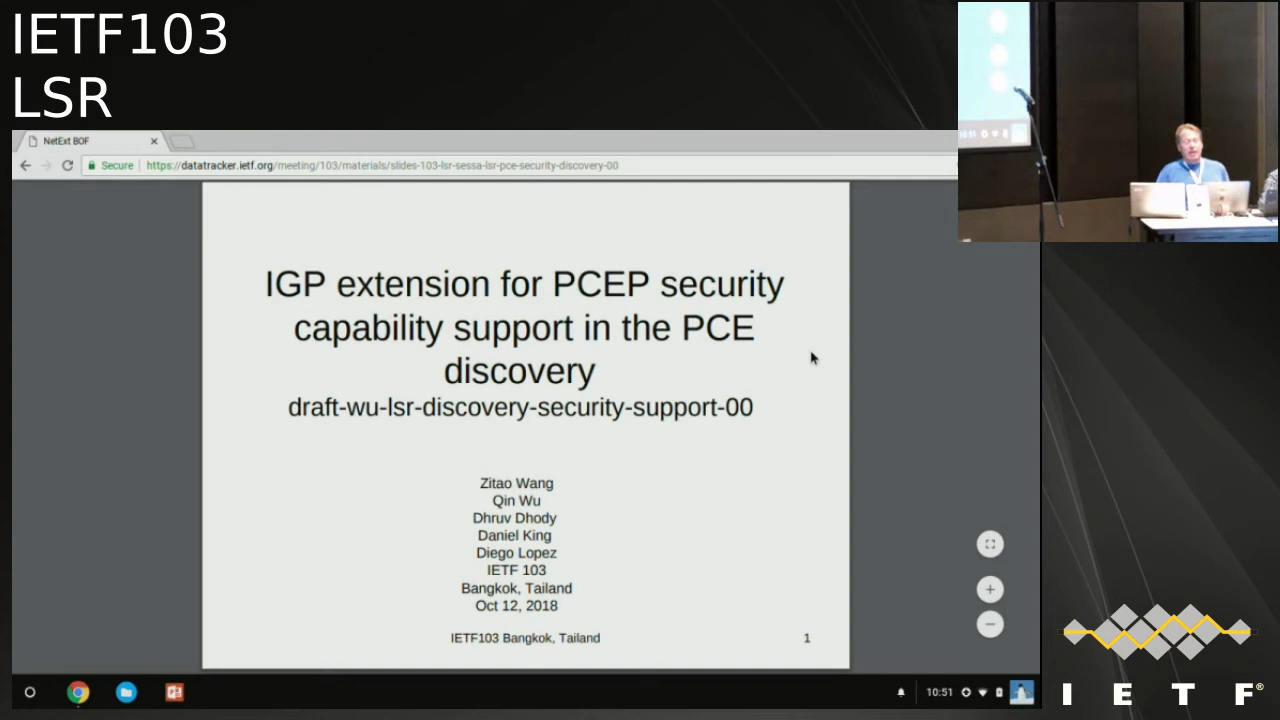 IETF103
LSR
NetExt BOF
Secure
https://datatracker.ietf.org/meeting/103/materials/slides-103-lsr-sessa-lsr-pce-security-discovery-00
IGP extension for PCEP security
capability support in the PCE
discovery
draft-wu-lsr-discovery-security-support-00
Zitao Wang
Qin Wu
Dhruv Dhody
Daniel King
Diego Lopez
IETF 103
Bangkok, Tailand
Oct 12, 2018
IETF103 Bangkok, Tailand 1
10:51
I E T F®